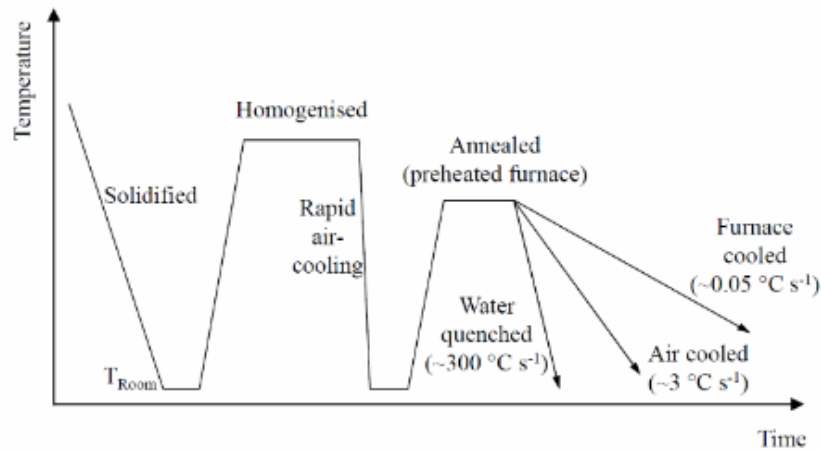 Temperature
Homogenised
Annealed
(preheated furnace)
Solidified
Rapid
air-
cooling
Furnace
cooled
(~0.05 °C s⁻¹)
Water
quenched
(~300 °C s⁻¹)
Air cooled
(~3 °C s⁻¹)
T_Room
Time